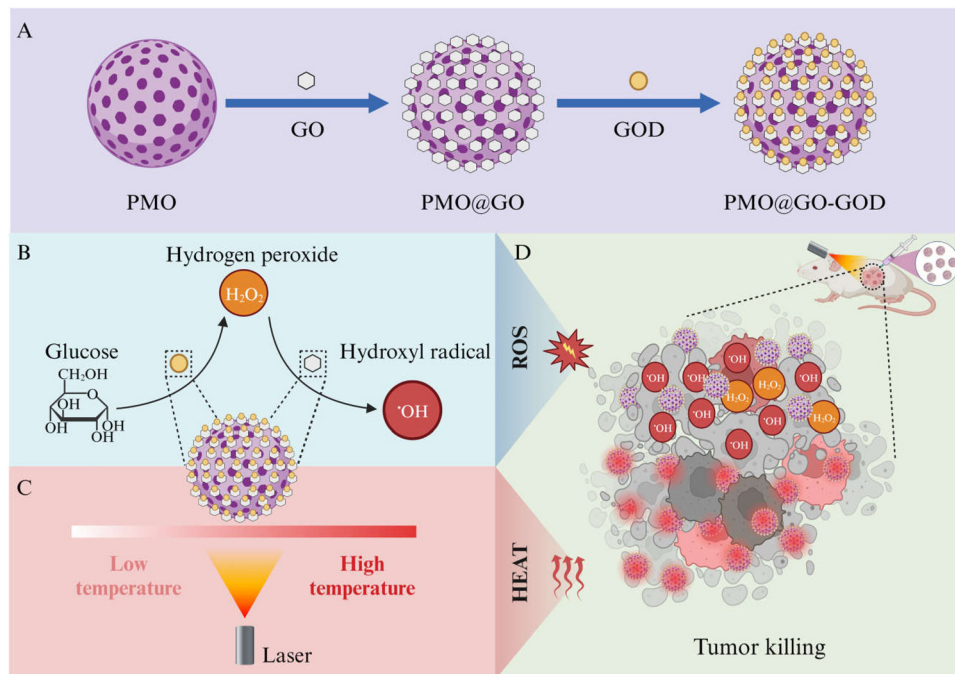 A
GO
GOD
PMO
PMO@GO
PMO@GO-GOD
B
Hydrogen peroxide
H₂O₂
Glucose
CH₂OH
OH
OH
OH
OH
Hydroxyl radical
·OH
C
Low
temperature
High
temperature
Laser
D
ROS
HEAT
·OH
·OH
·OH
·OH
·OH
·OH
·OH
·OH
H₂O₂
H₂O₂
H₂O₂
Tumor killing